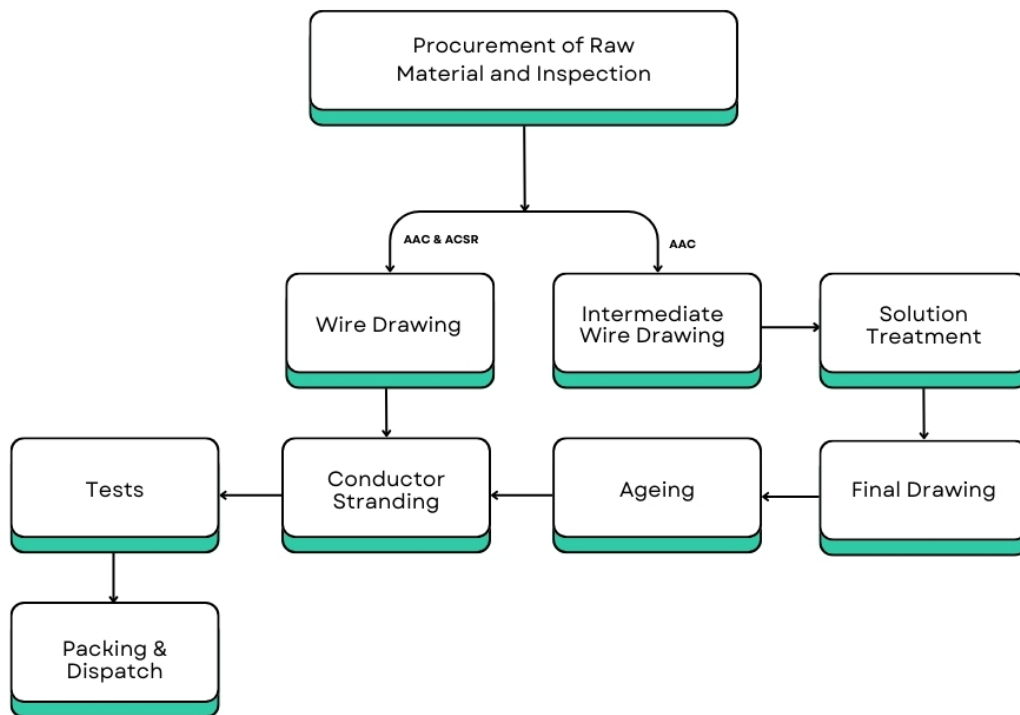 Procurement of Raw
Material and Inspection
AAC & ACSR
AAC
Wire Drawing
Intermediate
Wire Drawing
Solution
Treatment
Tests
Conductor
Stranding
Ageing
Final Drawing
Packing &
Dispatch